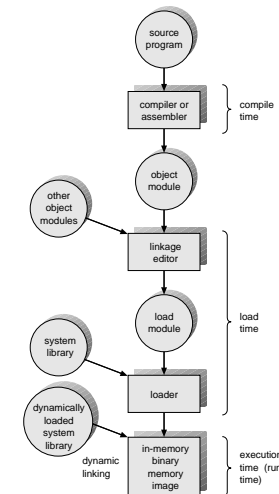 source
program
compiler or
assembler
compile
time
object
module
other
object
modules
linkage
editor
load
module
load
time
system
library
loader
dynamically
loaded
system
library
dynamic
linking
in-memory
binary
memory
image
execution
time (run
time)